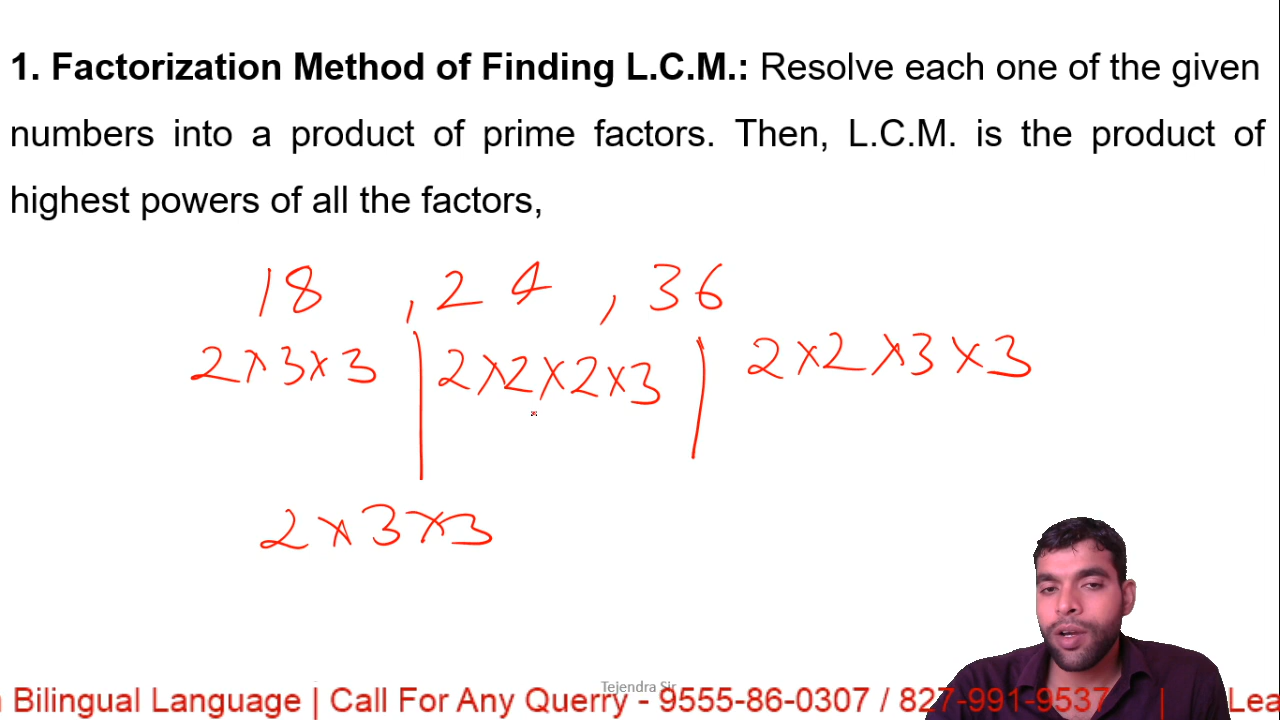 1. Factorization Method of Finding L.C.M.: Resolve each one of the given
numbers into a product of prime factors. Then, L.C.M. is the product of
highest powers of all the factors,
18 , 24 , 36
2×3×3 | 2×2×2×3 | 2×2×3×3
2×3×3
Tejendra Sir
Bilingual Language | Call For Any Querry - 9555-86-0307 / 827-991-9537 | Lea